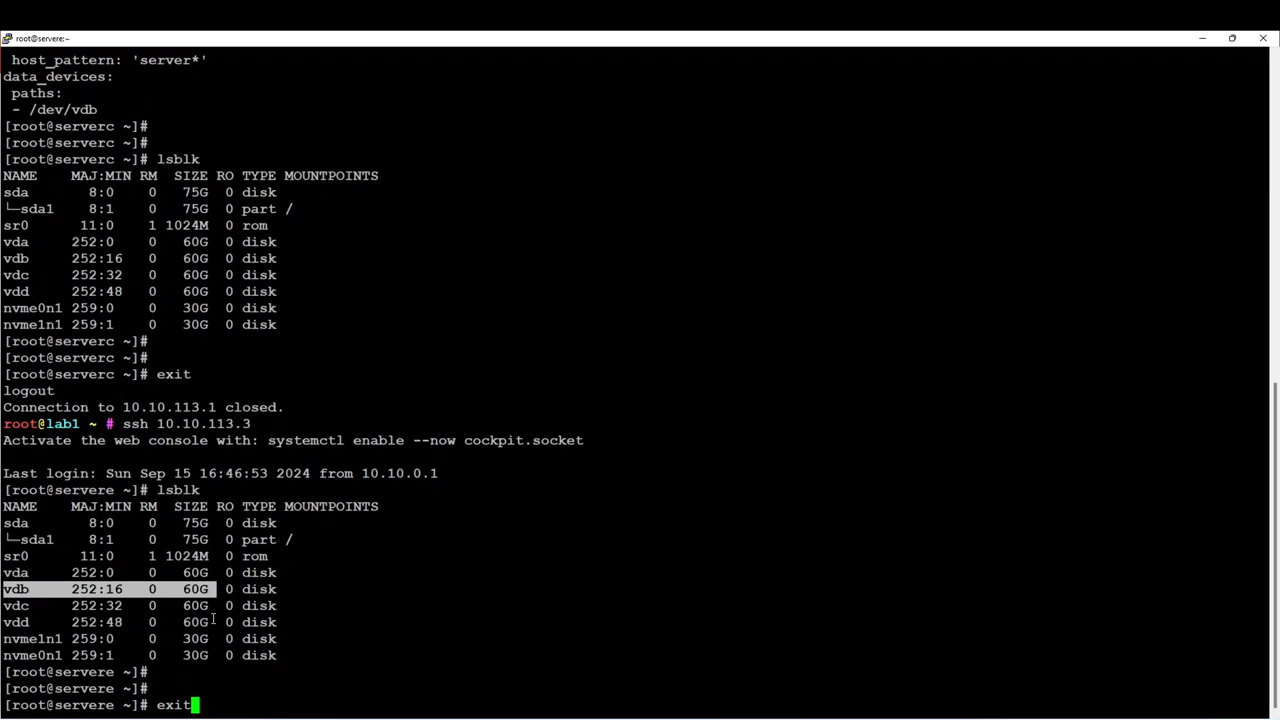 root@servere:~
 host_pattern: 'server*'
data_devices:
 paths:
 - /dev/vdb
[root@serverc ~]#
[root@serverc ~]#
[root@serverc ~]# lsblk
NAME    MAJ:MIN RM  SIZE RO TYPE MOUNTPOINTS
sda       8:0    0   75G  0 disk
└─sda1    8:1    0   75G  0 part /
sr0      11:0    1 1024M  0 rom
vda     252:0    0   60G  0 disk
vdb     252:16   0   60G  0 disk
vdc     252:32   0   60G  0 disk
vdd     252:48   0   60G  0 disk
nvme0n1 259:0    0   30G  0 disk
nvme1n1 259:1    0   30G  0 disk
[root@serverc ~]#
[root@serverc ~]#
[root@serverc ~]# exit
logout
Connection to 10.10.113.1 closed.
root@lab1 ~ # ssh 10.10.113.3
Activate the web console with: systemctl enable --now cockpit.socket
Last login: Sun Sep 15 16:46:53 2024 from 10.10.0.1
[root@servere ~]# lsblk
NAME    MAJ:MIN RM  SIZE RO TYPE MOUNTPOINTS
sda       8:0    0   75G  0 disk
└─sda1    8:1    0   75G  0 part /
sr0      11:0    1 1024M  0 rom
vda     252:0    0   60G  0 disk
vdb     252:16   0   60G  0 disk
vdc     252:32   0   60G  0 disk
vdd     252:48   0   60G  0 disk
nvme1n1 259:0    0   30G  0 disk
nvme0n1 259:1    0   30G  0 disk
[root@servere ~]#
[root@servere ~]#
[root@servere ~]# exit